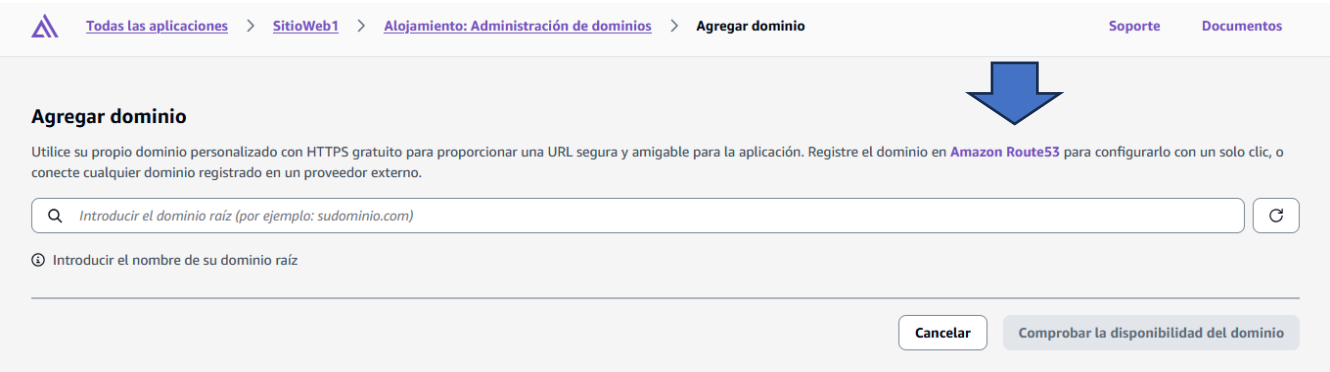 Todas las aplicaciones > SitioWeb1 > Alojamiento: Administración de dominios > Agregar dominio Soporte Documentos
Agregar dominio
Utilice su propio dominio personalizado con HTTPS gratuito para proporcionar una URL segura y amigable para la aplicación. Registre el dominio en Amazon Route53 para configurarlo con un solo clic, o
conecte cualquier dominio registrado en un proveedor externo.
Introducir el dominio raíz (por ejemplo: sudominio.com)
Introducir el nombre de su dominio raíz
Cancelar Comprobar la disponibilidad del dominio